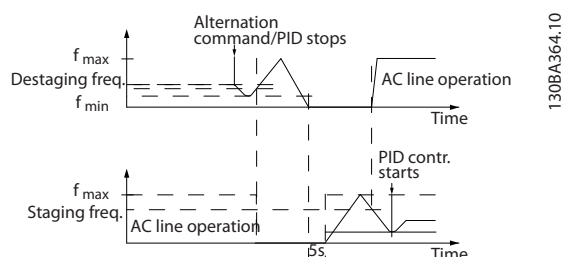 Alternation
command/PID stops
f max
Destaging freq.
f min
AC line operation
Time
PID contr.
starts
f max
Staging freq.
AC line operation
5s
Time
130BA364.10